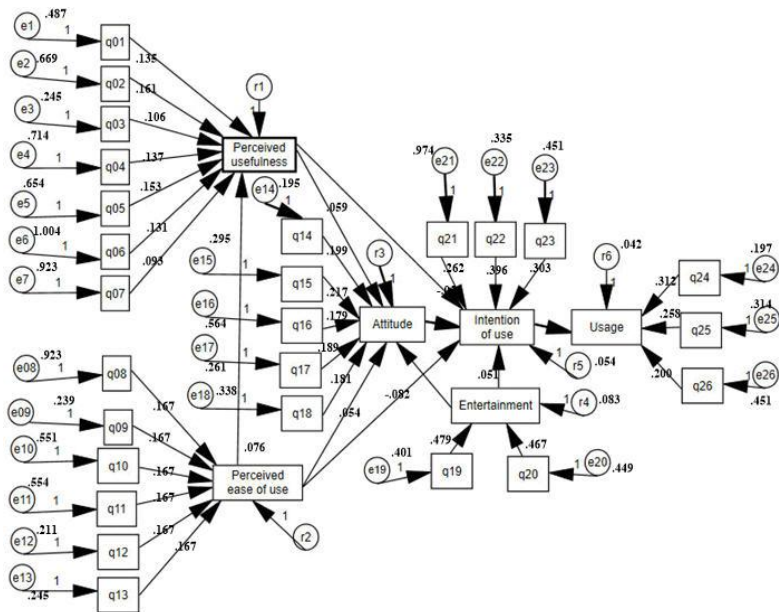 .487
e1
1
q01
.135
.669
e2
1
q02
.161
.245
e3
1
q03
.106
.714
e4
1
q04
.137
.654
e5
1
q05
.153
1.004
e6
1
q06
.131
.923
e7
1
q07
.093
r1
1
Perceived
usefulness
.195
e14
1
q14
.199
.059
.295
e15
1
q15
.217
e16
1
q16
.179
.564
e17
1
q17
.189
.261
e18
.338
1
q18
.181
r3
1
Attitude
.974
e21
1
q21
.262
.335
e22
1
q22
.396
.451
e23
1
q23
.303
Intention
of use
r6
.042
1
Usage
.312
q24
1
.197
e24
.258
q25
1
.314
e25
.200
q26
1
e26
.451
1
r5
.054
.051
Entertainment
1
r4
.083
.401
e19
1
q19
.479
.467
q20
1
e20
.449
-.082
.054
.076
.923
e08
1
q08
.167
.239
e09
1
q09
.167
.551
e10
1
q10
.167
.554
e11
1
q11
.167
.211
e12
1
q12
.167
e13
1
.245
q13
.167
Perceived
ease of use
1
r2